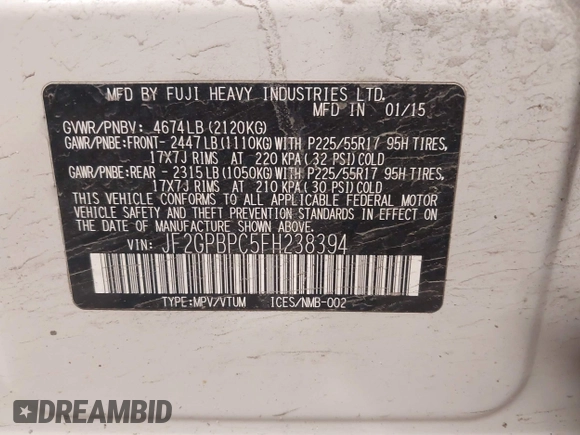 MFD BY FUJI HEAVY INDUSTRIES LTD.
MFD IN 01/15
GVWR/PNBV: 4674LB(2120KG)
GAWR/PNBE:FRONT- 2447LB(1110KG)WITH P225/55R17 95H TIRES,
17X7J RIMS AT 220 KPA(32 PSI)COLD
GAWR/PNBE:REAR - 2315LB(1050KG)WITH P225/55R17 95H TIRES,
17X7J RIMS AT 210 KPA(30 PSI)COLD
THIS VEHICLE CONFORMS TO ALL APPLICABLE FEDERAL MOTOR
VEHICLE SAFETY AND THEFT PREVENTION STANDARDS IN EFFECT ON
THE DATE OF MANUFACTURE SHOWN ABOVE.
VIN: JF2GPBPC5FH238394
TYPE:MPV/VTUM ICES/NMB-002
DREAMBID